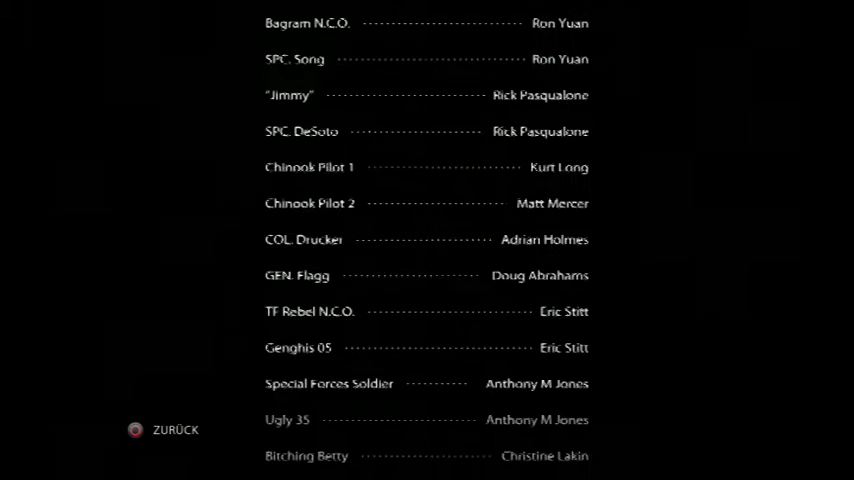 Bagram N.C.O. Ron Yuan
SPC. Song Ron Yuan
"Jimmy" Rick Pasqualone
SPC. DeSoto Rick Pasqualone
Chinook Pilot 1 Kurt Long
Chinook Pilot 2 Matt Mercer
COL. Drucker Adrian Holmes
GEN. Flagg Doug Abrahams
TF Rebel N.C.O. Eric Stitt
Genghis 05 Eric Stitt
Special Forces Soldier Anthony M Jones
Ugly 35 Anthony M Jones
ZURÜCK
Bitching Betty Christine Lakin